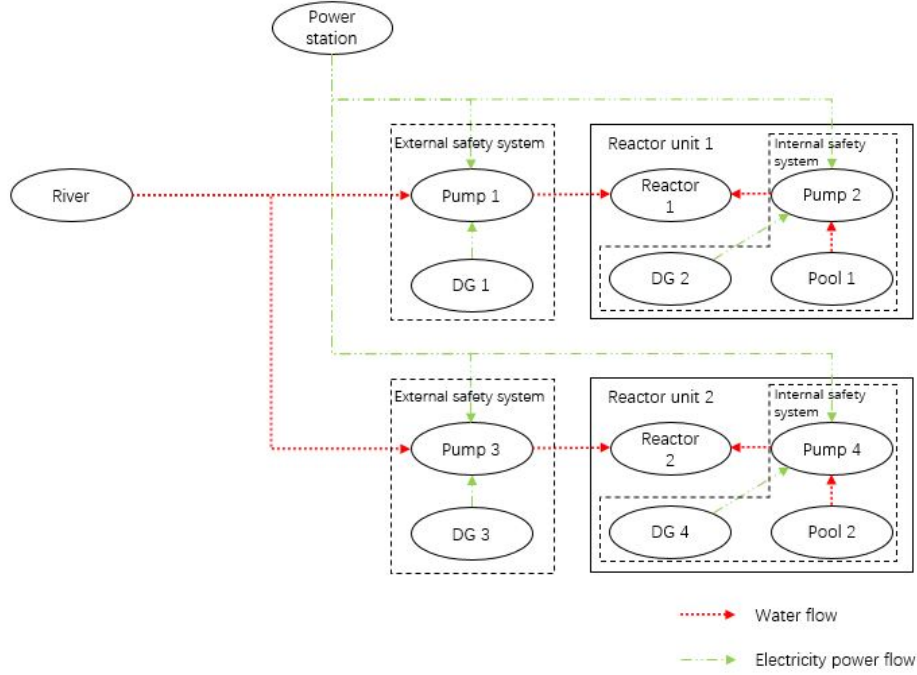 Power
station
External safety system
Reactor unit 1
Internal safety
system
River
Pump 1
Reactor
1
Pump 2
DG 1
DG 2
Pool 1
External safety system
Reactor unit 2
Internal safety
system
Pump 3
Reactor
2
Pump 4
DG 3
DG 4
Pool 2
Water flow
Electricity power flow